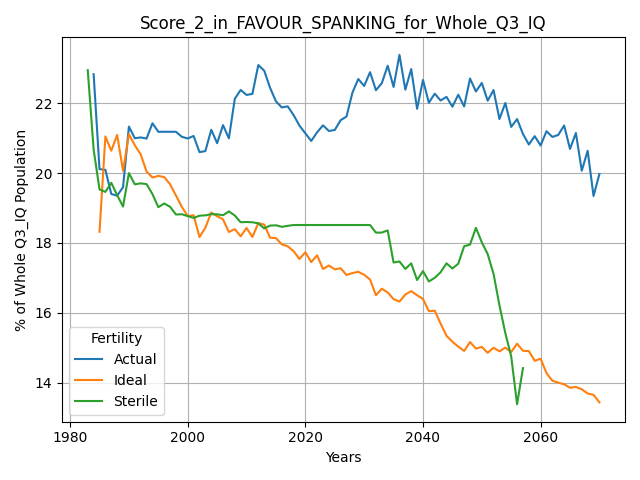 Score_2_in_FAVOUR_SPANKING_for_Whole_Q3_IQ
% of Whole Q3_IQ Population
22
20
18
16
14
Fertility
Actual
Ideal
Sterile
1980
2000
2020
2040
2060
Years